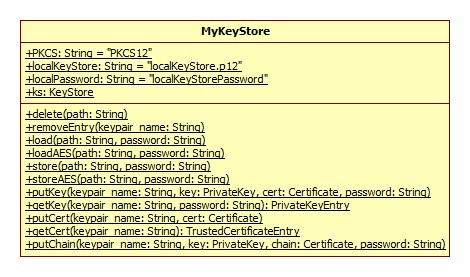 MyKeyStore
+PKCS: String = "PKCS12"
+localKeyStore: String = "localKeyStore.p12"
+localPassword: String = "localKeyStorePassword"
+ks: KeyStore
+delete(path: String)
+removeEntry(keypair_name: String)
+load(path: String, password: String)
+loadAES(path: String, password: String)
+store(path: String, password: String)
+storeAES(path: String, password: String)
+putKey(keypair_name: String, key: PrivateKey, cert: Certificate, password: String)
+getKey(keypair_name: String, password: String): PrivateKeyEntry
+putCert(keypair_name: String, cert: Certificate)
+getCert(keypair_name: String): TrustedCertificateEntry
+putChain(keypair_name: String, key: PrivateKey, chain: Certificate, password: String)